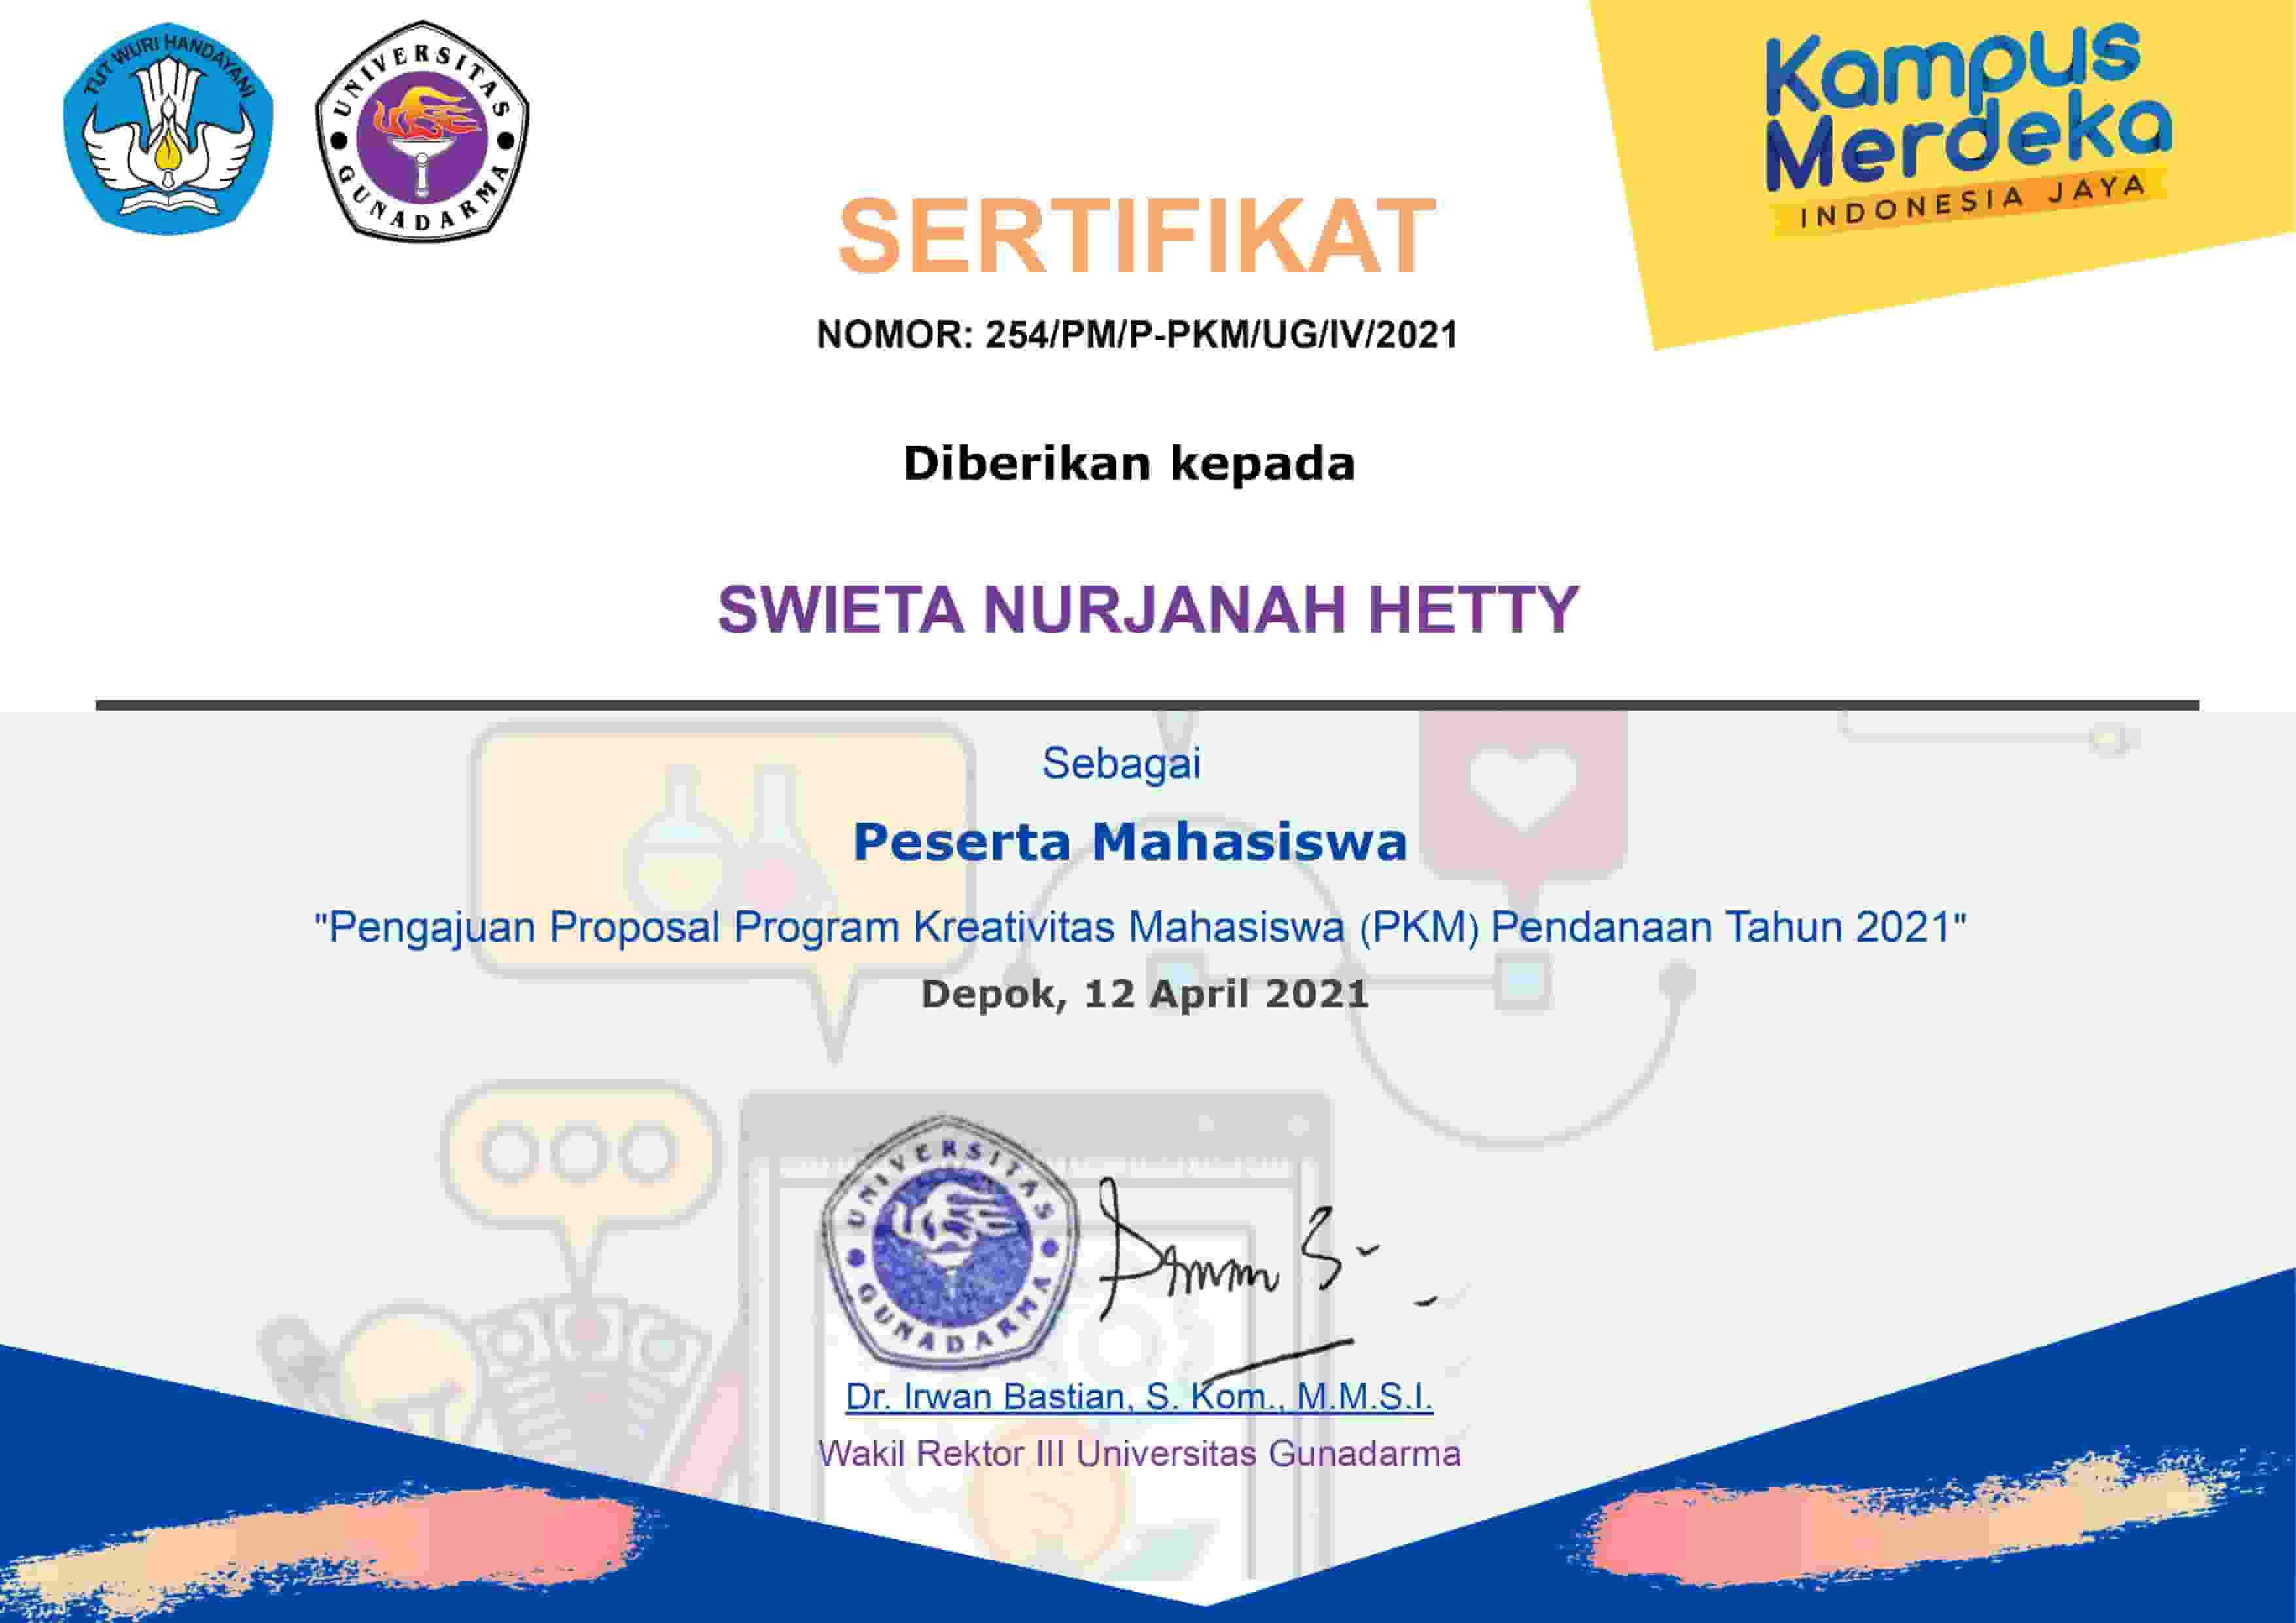 TUT WURI HANDAYANI
UNIVERSITAS
GUNADARMA
Kampus
Merdeka
INDONESIA JAYA
SERTIFIKAT
NOMOR: 254/PM/P-PKM/UG/IV/2021
Diberikan kepada
SWIETA NURJANAH HETTY
Sebagai
Peserta Mahasiswa
"Pengajuan Proposal Program Kreativitas Mahasiswa (PKM) Pendanaan Tahun 2021"
Depok, 12 April 2021
UNIVERSITAS
GUNADARMA
Dr. Irwan Bastian, S. Kom., M.M.S.I.
Wakil Rektor III Universitas Gunadarma